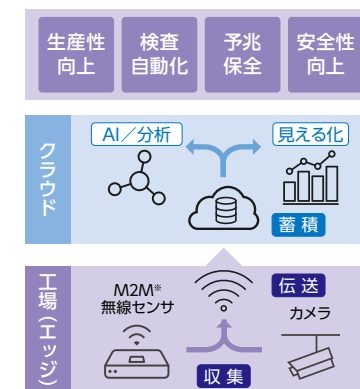 生産性
向上
検査
自動化
予兆
保全
安全性
向上
クラウド
AI／分析
見える化
蓄積
工場（エッジ）
M2M※
無線センサ
伝送
カメラ
収集